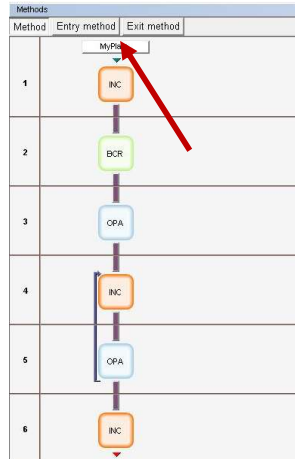 Methods
Method Entry method Exit method
1 INC
2 BCR
3 OPA
4 INC
5 OPA
6 INC